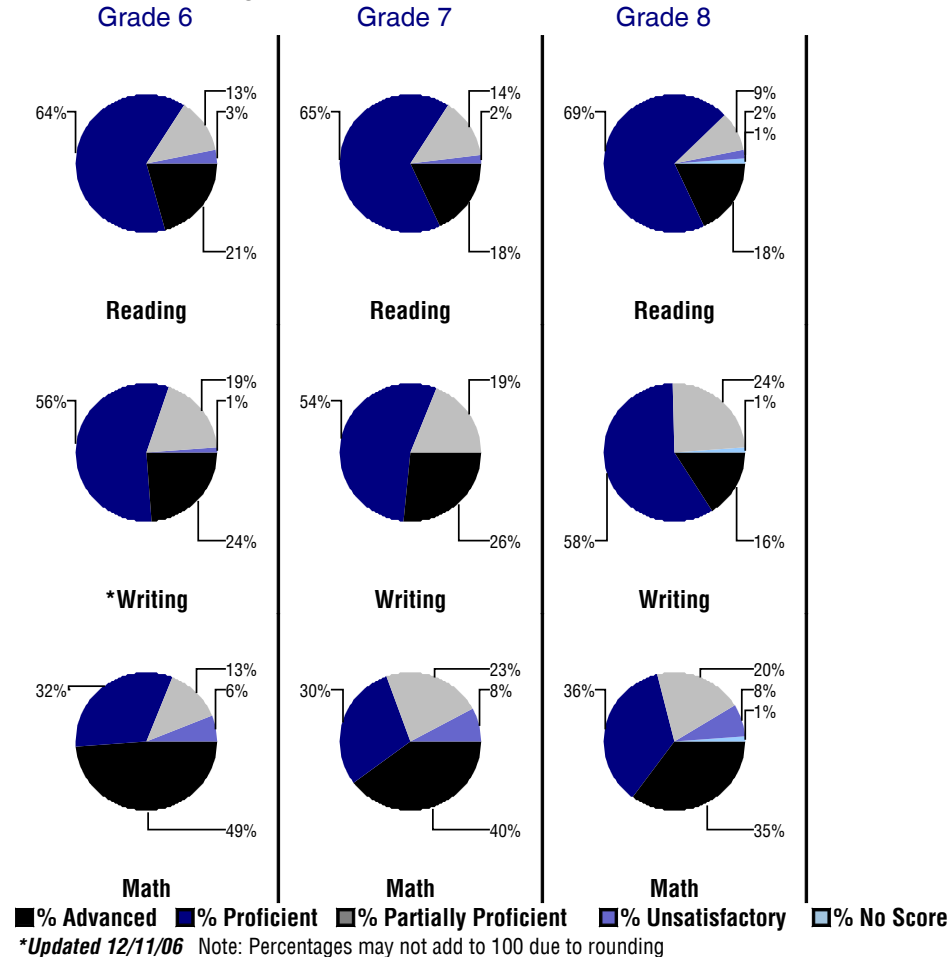 Grade 6 Grade 7 Grade 8
64% 13% 3% 21%
65% 14% 2% 18%
69% 9% 2% 1% 18%
Reading Reading Reading
56% 19% 1% 24%
54% 19% 26%
58% 24% 1% 16%
*Writing Writing Writing
32% 13% 6% 49%
30% 23% 8% 40%
36% 20% 8% 1% 35%
Math Math Math
% Advanced % Proficient % Partially Proficient % Unsatisfactory % No Score
*Updated 12/11/06 Note: Percentages may not add to 100 due to rounding